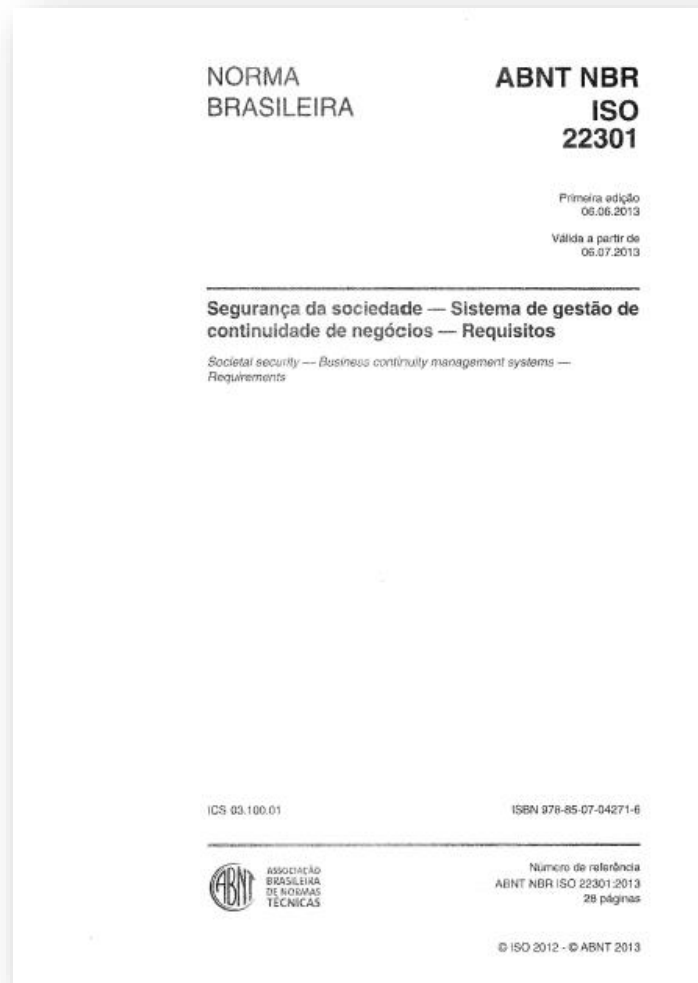 NORMA
BRASILEIRA
ABNT NBR
ISO
22301
Primeira edição
06.06.2013
Válida a partir de
06.07.2013
Segurança da sociedade — Sistema de gestão de
continuidade de negócios — Requisitos
Societal security — Business continuity management systems —
Requirements
ICS 03.100.01
ISBN 978-85-07-04271-6
ABNT
ASSOCIAÇÃO
BRASILEIRA
DE NORMAS
TÉCNICAS
Número de referência
ABNT NBR ISO 22301:2013
28 páginas
© ISO 2012 - © ABNT 2013